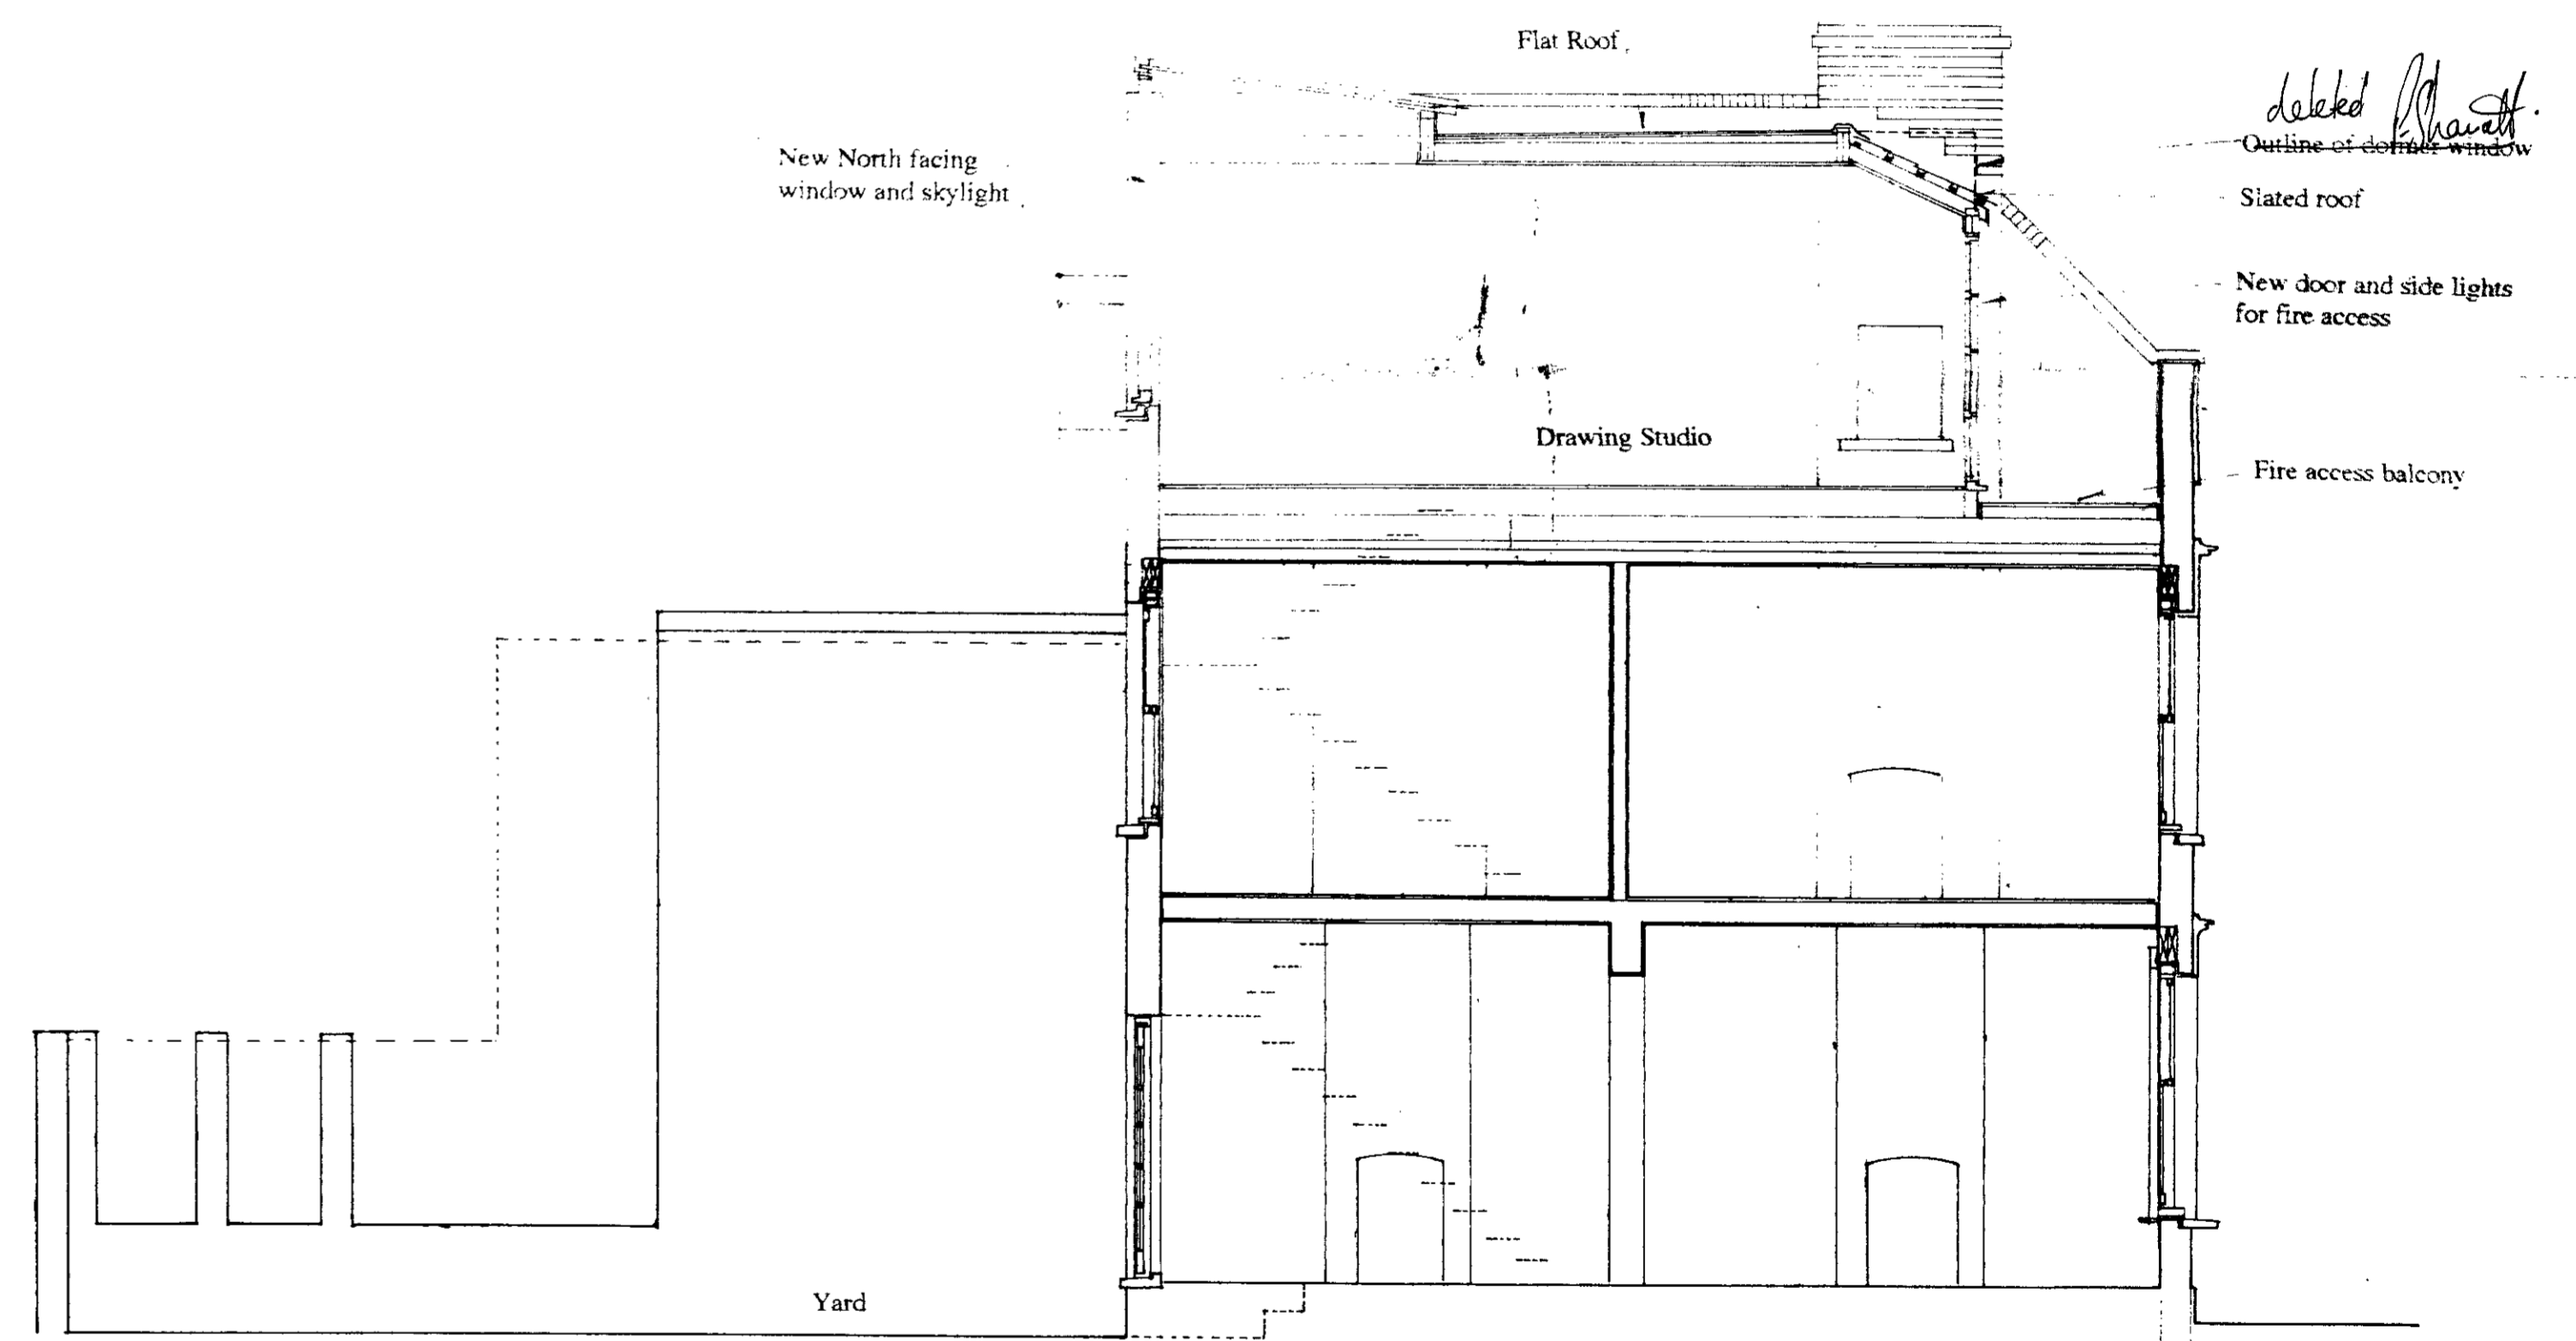 Flat Roof
deleted
Outline of dormer window
New North facing
window and skylight
Slated roof
New door and side lights
for fire access
Drawing Studio
Fire access balcony
Yard